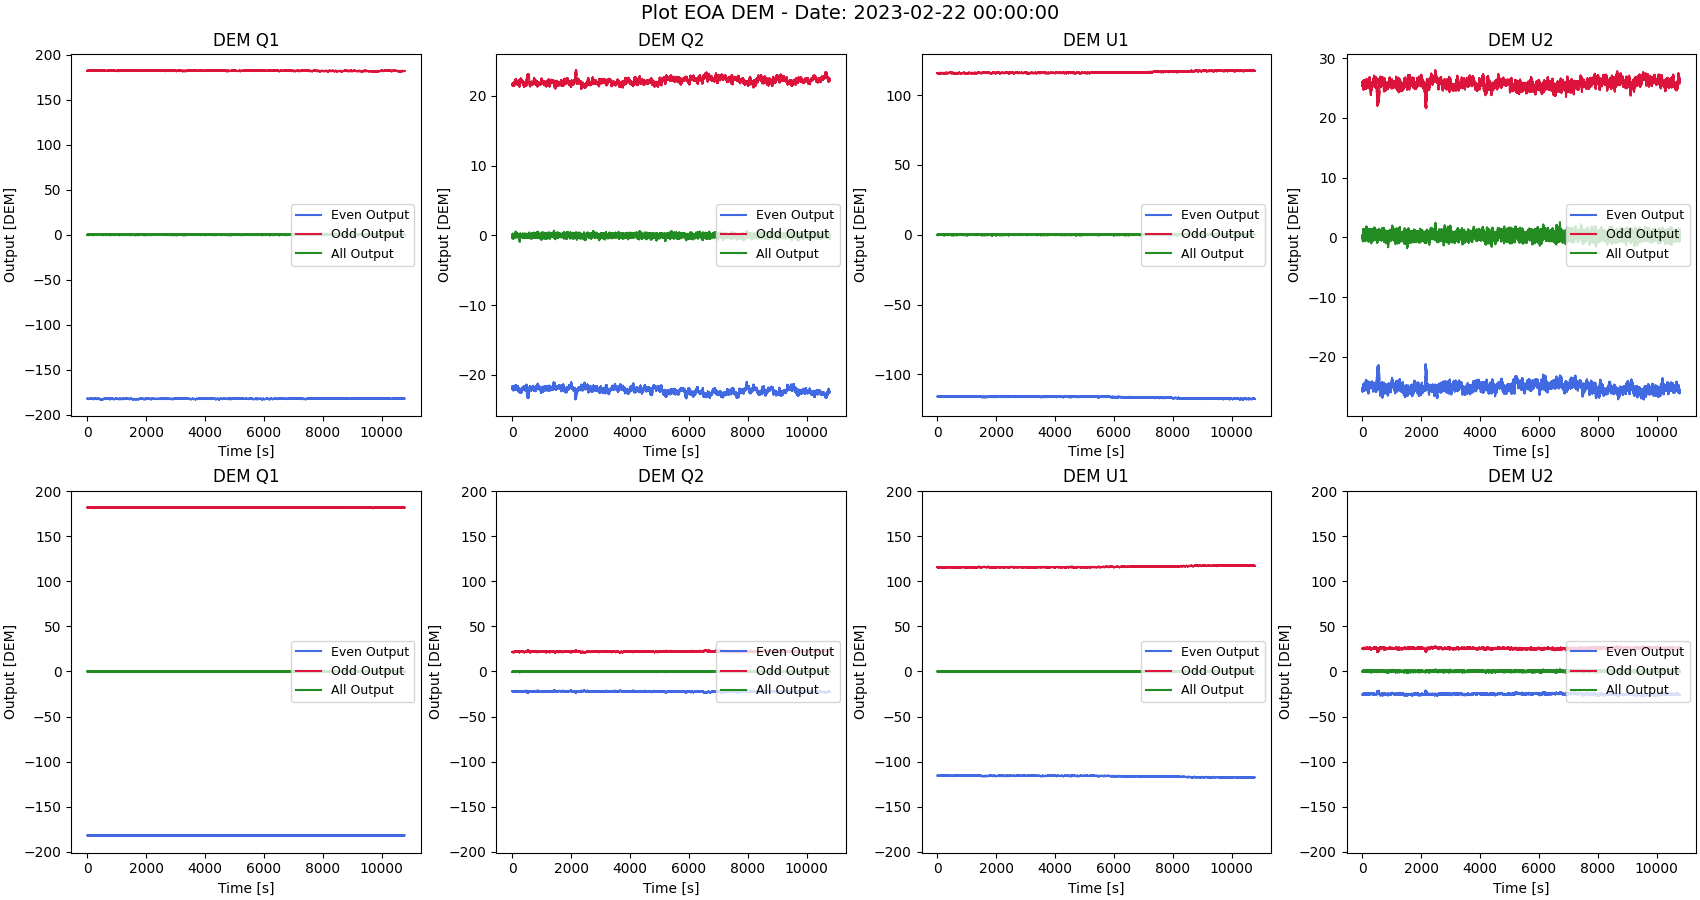 Plot EOA DEM - Date: 2023-02-22 00:00:00
DEM Q1
200
150
100
50
0
−50
−100
−150
−200
Output [DEM]
0 2000 4000 6000 8000 10000
Time [s]
Even Output
Odd Output
All Output
DEM Q2
20
10
0
−10
−20
Output [DEM]
0 2000 4000 6000 8000 10000
Time [s]
Even Output
Odd Output
All Output
DEM U1
100
50
0
−50
−100
Output [DEM]
0 2000 4000 6000 8000 10000
Time [s]
Even Output
Odd Output
All Output
DEM U2
30
20
10
0
−10
−20
Output [DEM]
0 2000 4000 6000 8000 10000
Time [s]
Even Output
Odd Output
All Output
DEM Q1
200
150
100
50
0
−50
−100
−150
−200
Output [DEM]
0 2000 4000 6000 8000 10000
Time [s]
Even Output
Odd Output
All Output
DEM Q2
200
150
100
50
0
−50
−100
−150
−200
Output [DEM]
0 2000 4000 6000 8000 10000
Time [s]
Even Output
Odd Output
All Output
DEM U1
200
150
100
50
0
−50
−100
−150
−200
Output [DEM]
0 2000 4000 6000 8000 10000
Time [s]
Even Output
Odd Output
All Output
DEM U2
200
150
100
50
0
−50
−100
−150
−200
Output [DEM]
0 2000 4000 6000 8000 10000
Time [s]
Even Output
Odd Output
All Output